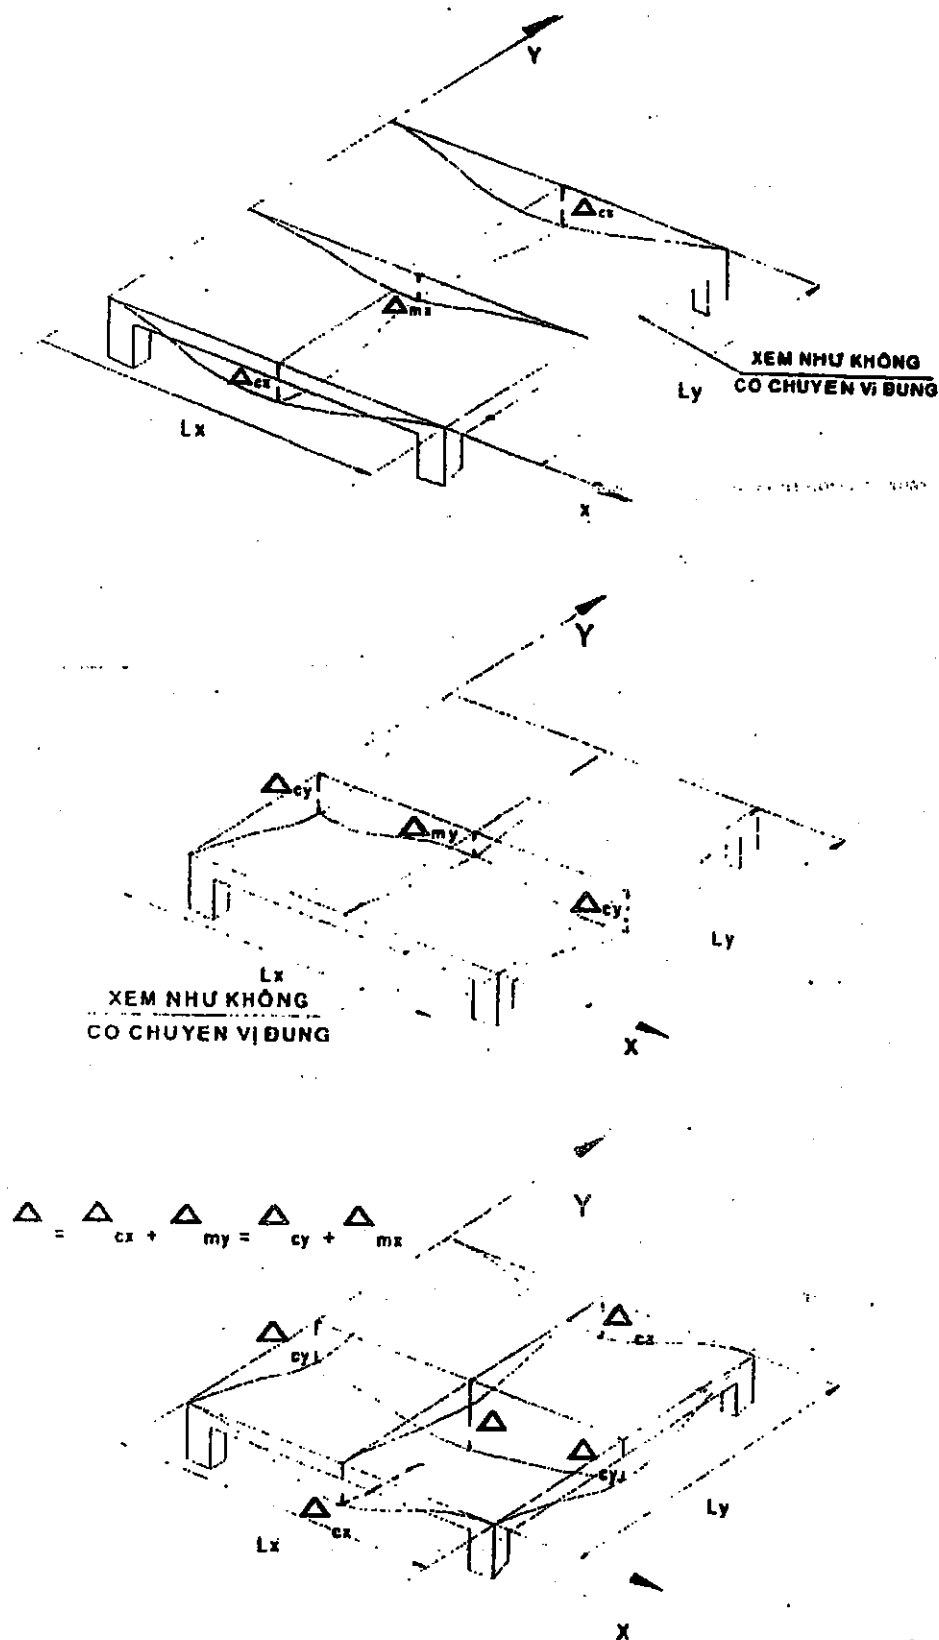 Y
Δcx
Δmx
Δcx
XEM NHƯ KHÔNG
Ly
CO CHUYEN Vị ĐUNG
Lx
x
Y
Δcy
Δmy
Δcy
Ly
Lx
XEM NHƯ KHÔNG
CO CHUYEN Vị ĐUNG
X
Y
Δ = Δcx + Δmy = Δcy + Δmx
Δcx
Δcy
Δ
Δcy
Δcx
Ly
Lx
X